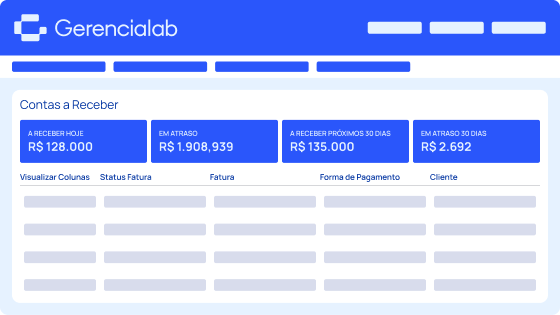 Gerencialab
Contas a Receber
A RECEBER HOJE
R$ 128.000
EM ATRASO
R$ 1.908,939
A RECEBER PRÓXIMOS 30 DIAS
R$ 135.000
EM ATRASO 30 DIAS
R$ 2.692
Visualizar Colunas Status Fatura Fatura Forma de Pagamento Cliente